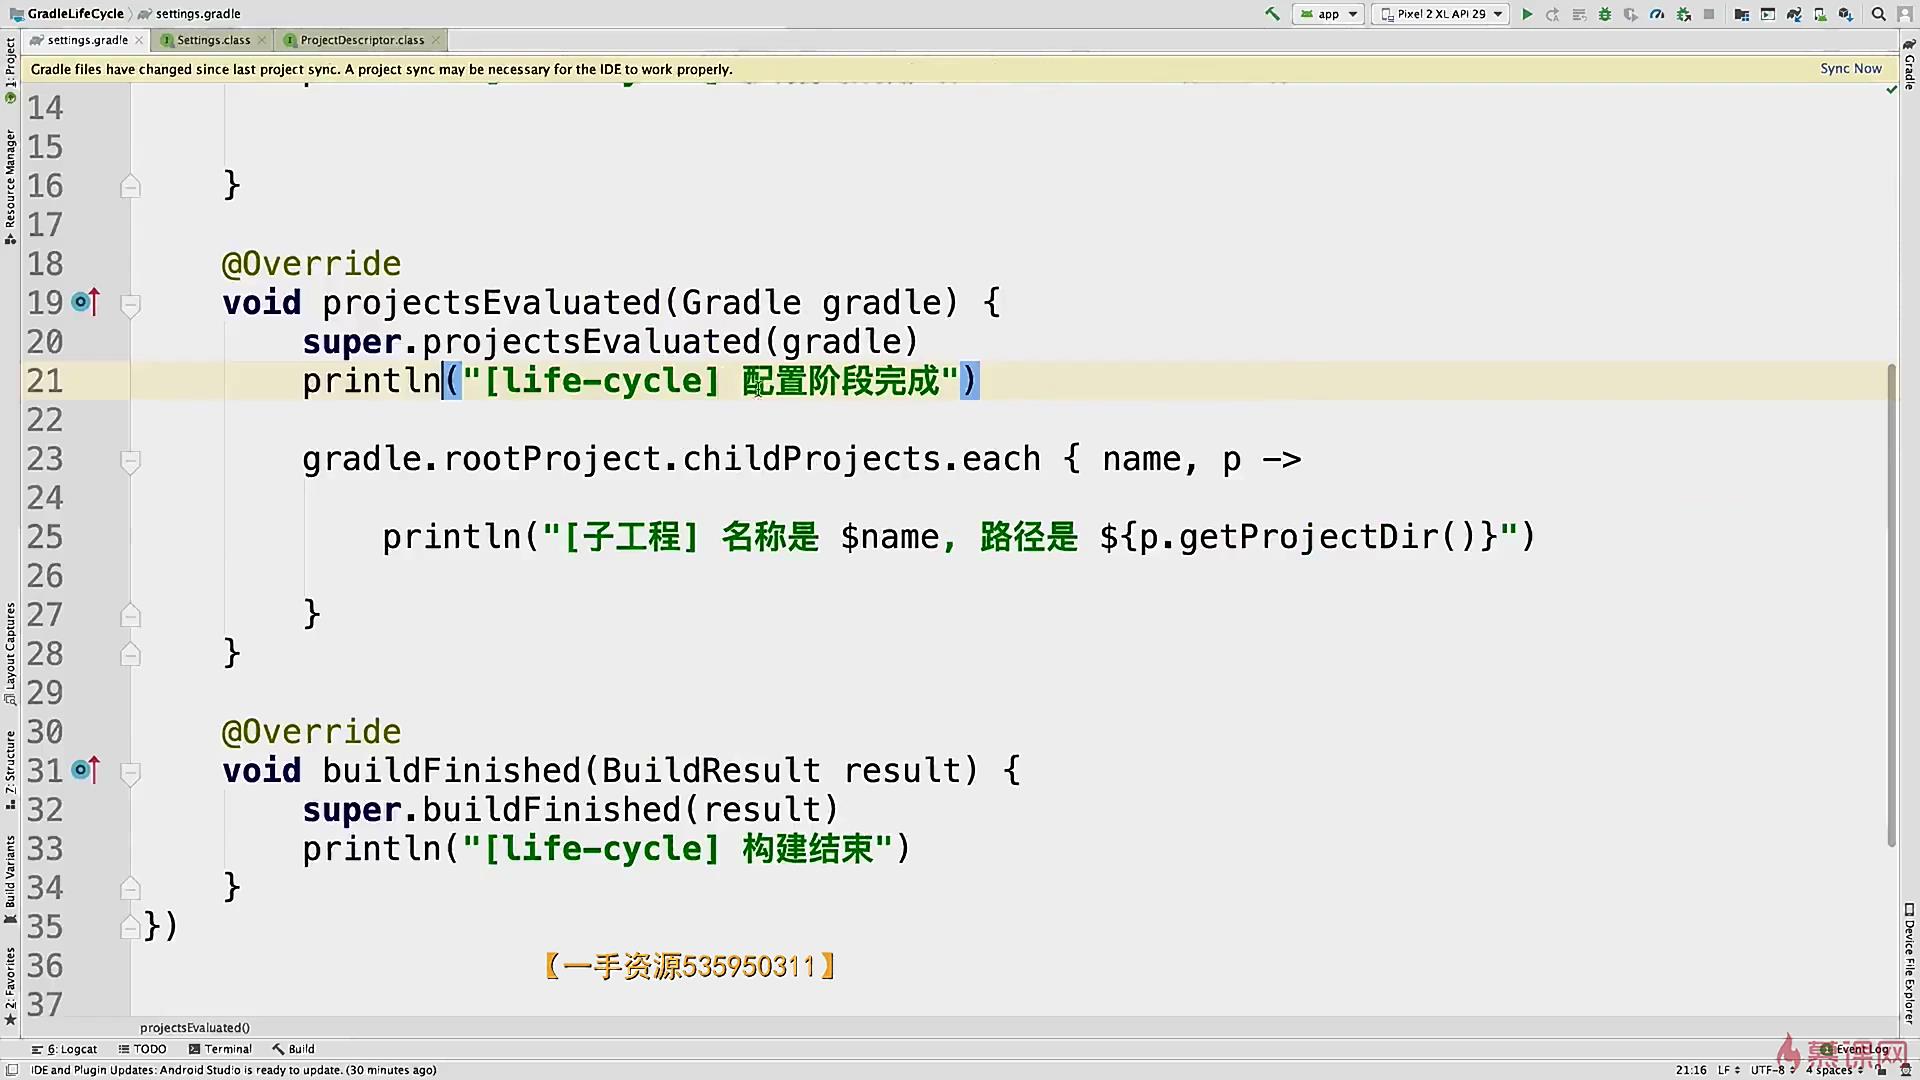 GradleLifeCycle settings.gradle
app Pixel 2 XL API 29
settings.gradle Settings.class ProjectDescriptor.class
Gradle files have changed since last project sync. A project sync may be necessary for the IDE to work properly. Sync Now
14
15
16 }
17
18 @Override
19 void projectsEvaluated(Gradle gradle) {
20 super.projectsEvaluated(gradle)
21 println("[life-cycle] 配置阶段完成")
22
23 gradle.rootProject.childProjects.each { name, p ->
24
25 println("[子工程] 名称是 $name, 路径是 ${p.getProjectDir()}")
26
27 }
28 }
29
30 @Override
31 void buildFinished(BuildResult result) {
32 super.buildFinished(result)
33 println("[life-cycle] 构建结束")
34 }
35 })
36
37
【一手资源535950311】
projectsEvaluated()
6: Logcat TODO Terminal Build Event Log
慕课网
IDE and Plugin Updates: Android Studio is ready to update. (30 minutes ago) 21:16 LF UTF-8 4 spaces
1: Project
Resource Manager
Layout Captures
7: Structure
Build Variants
2: Favorites
Gradle
Device File Explorer